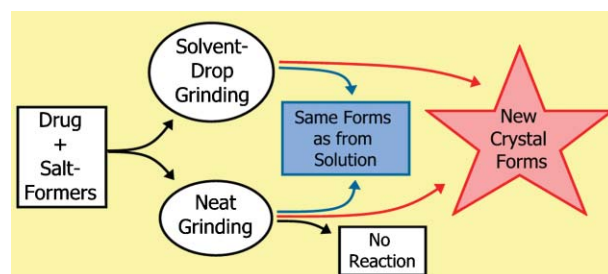 Drug
+
Salt-
Formers
Solvent-
Drop
Grinding
Neat
Grinding
Same Forms
as from
Solution
No
Reaction
New
Crystal
Forms